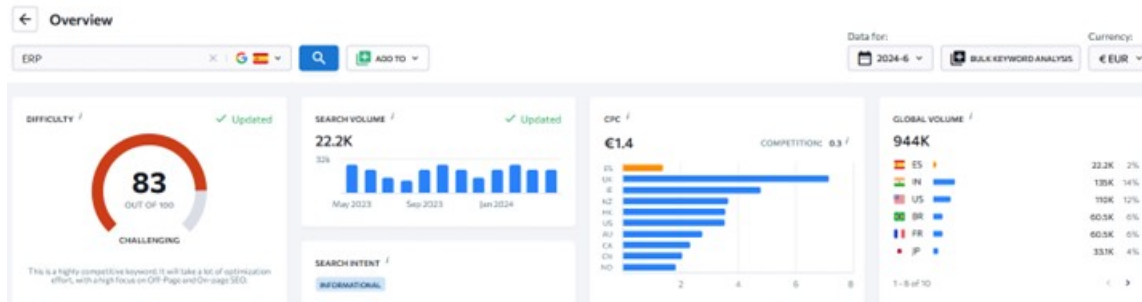 Overview
Data for:
Currency:
ERP
ADD TO
2024-6
BULK KEYWORD ANALYSIS
€ EUR
DIFFICULTY
Updated
83
OUT OF 100
CHALLENGING
This is a highly competitive keyword. It will take a lot of optimization
effort, with a high focus on Off-Page and On-page SEO.
SEARCH VOLUME
Updated
22.2K
32k
May 2023 Sep 2023 Jan 2024
SEARCH INTENT
INFORMATIONAL
CPC
€1.4
COMPETITION: 0.3
ES
IE
NZ
HK
US
AU
CA
2 4 6 8
GLOBAL VOLUME
944K
ES 22.2K 2%
IN 135K 14%
US 110K 12%
BR 60.5K 6%
FR 60.5K 6%
JP 33.1K 4%
1-6 of 10